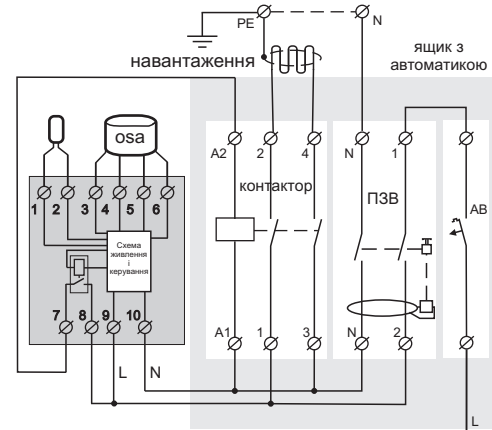 PE
N
ящик з
автоматикою
навантаження
osa
A2
2
4
N
1
контактор
ПЗВ
АВ
1
2
3
4
5
6
Схема
живлення
і
керування
7
8
9
10
A1
1
3
N
2
L
N
L